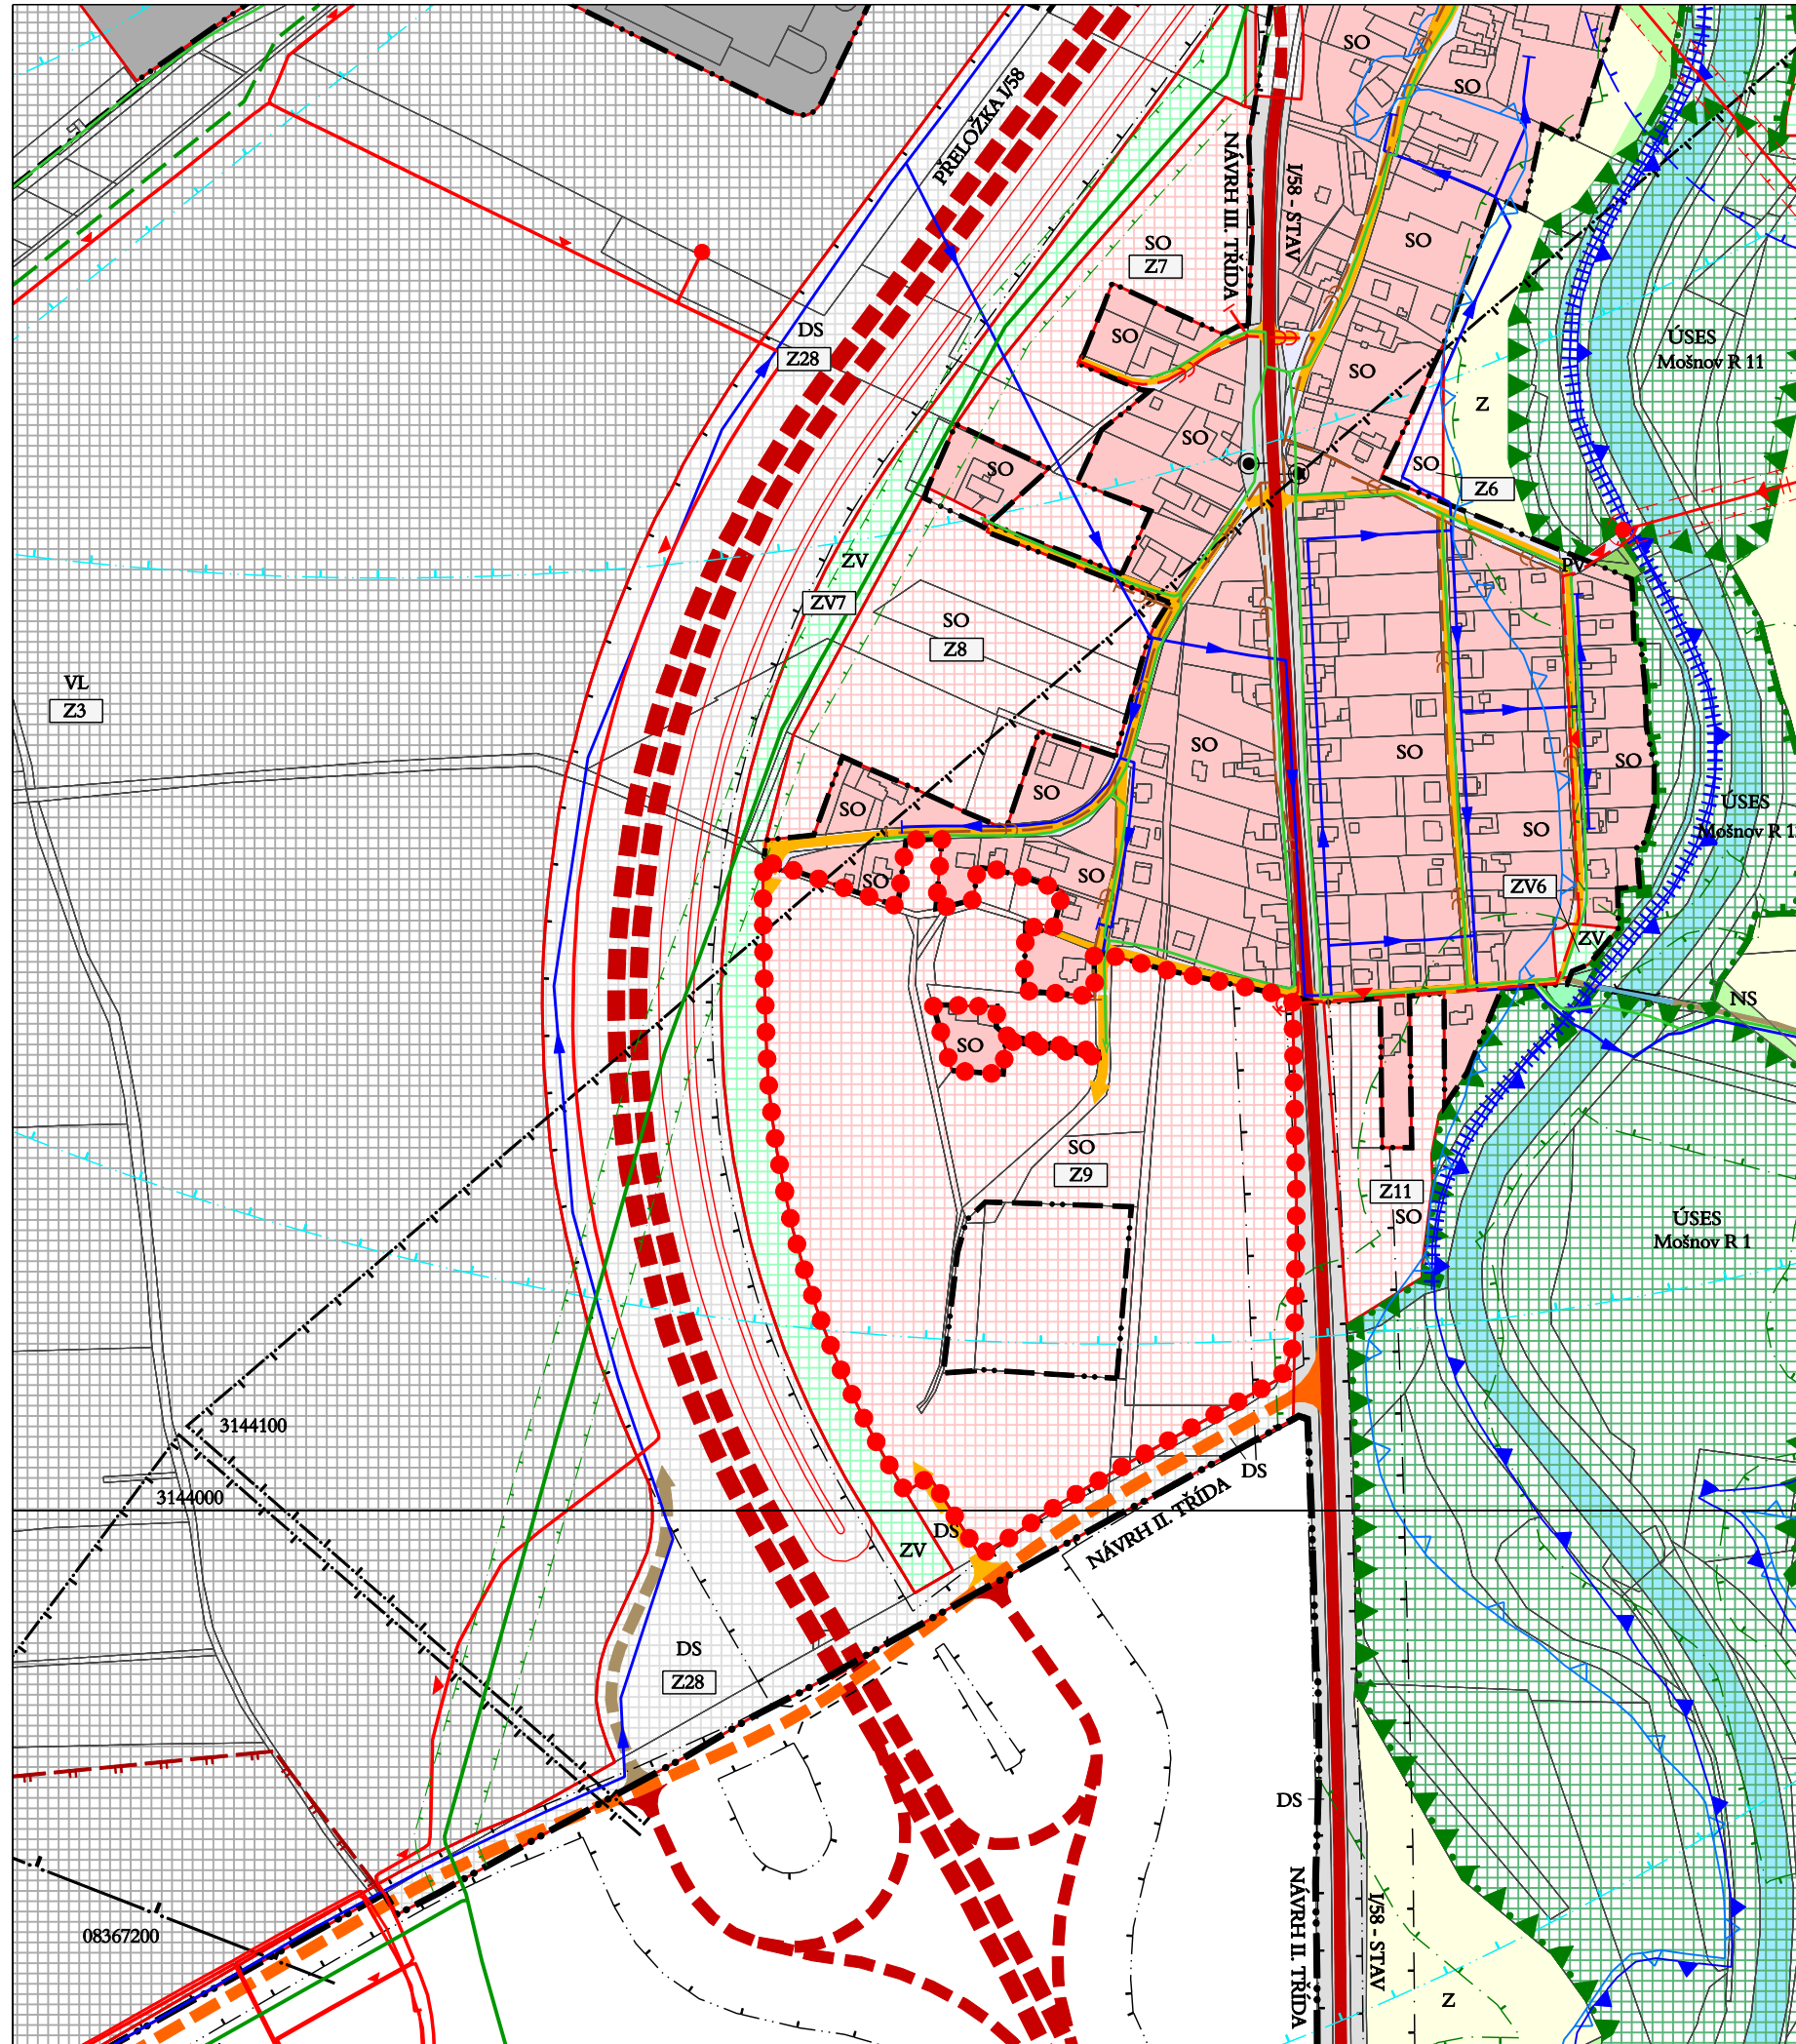 SO
SO
PŘELOŽKA I/58
NÁVRH III. TŘÍDA
I/58 - STAV
SO
Z7
SO
DS
Z28
SO
SO
ÚSES
Mošnov R 11
Z
SO
SO
SO
Z6
ZV
PV
ZV7
SO
Z8
VL
Z3
SO
SO
SO
SO
SO
ÚSES
Mošnov R 1
SO
SO
SO
ZV6
ZV
NS
SO
SO
Z9
Z11
SO
ÚSES
Mošnov R 1
3144100
3144000
DS
DS
ZV
NÁVRH II. TŘÍDA
DS
Z28
DS
NÁVRH II. TŘÍDA
I/58 - STAV
08367200
Z